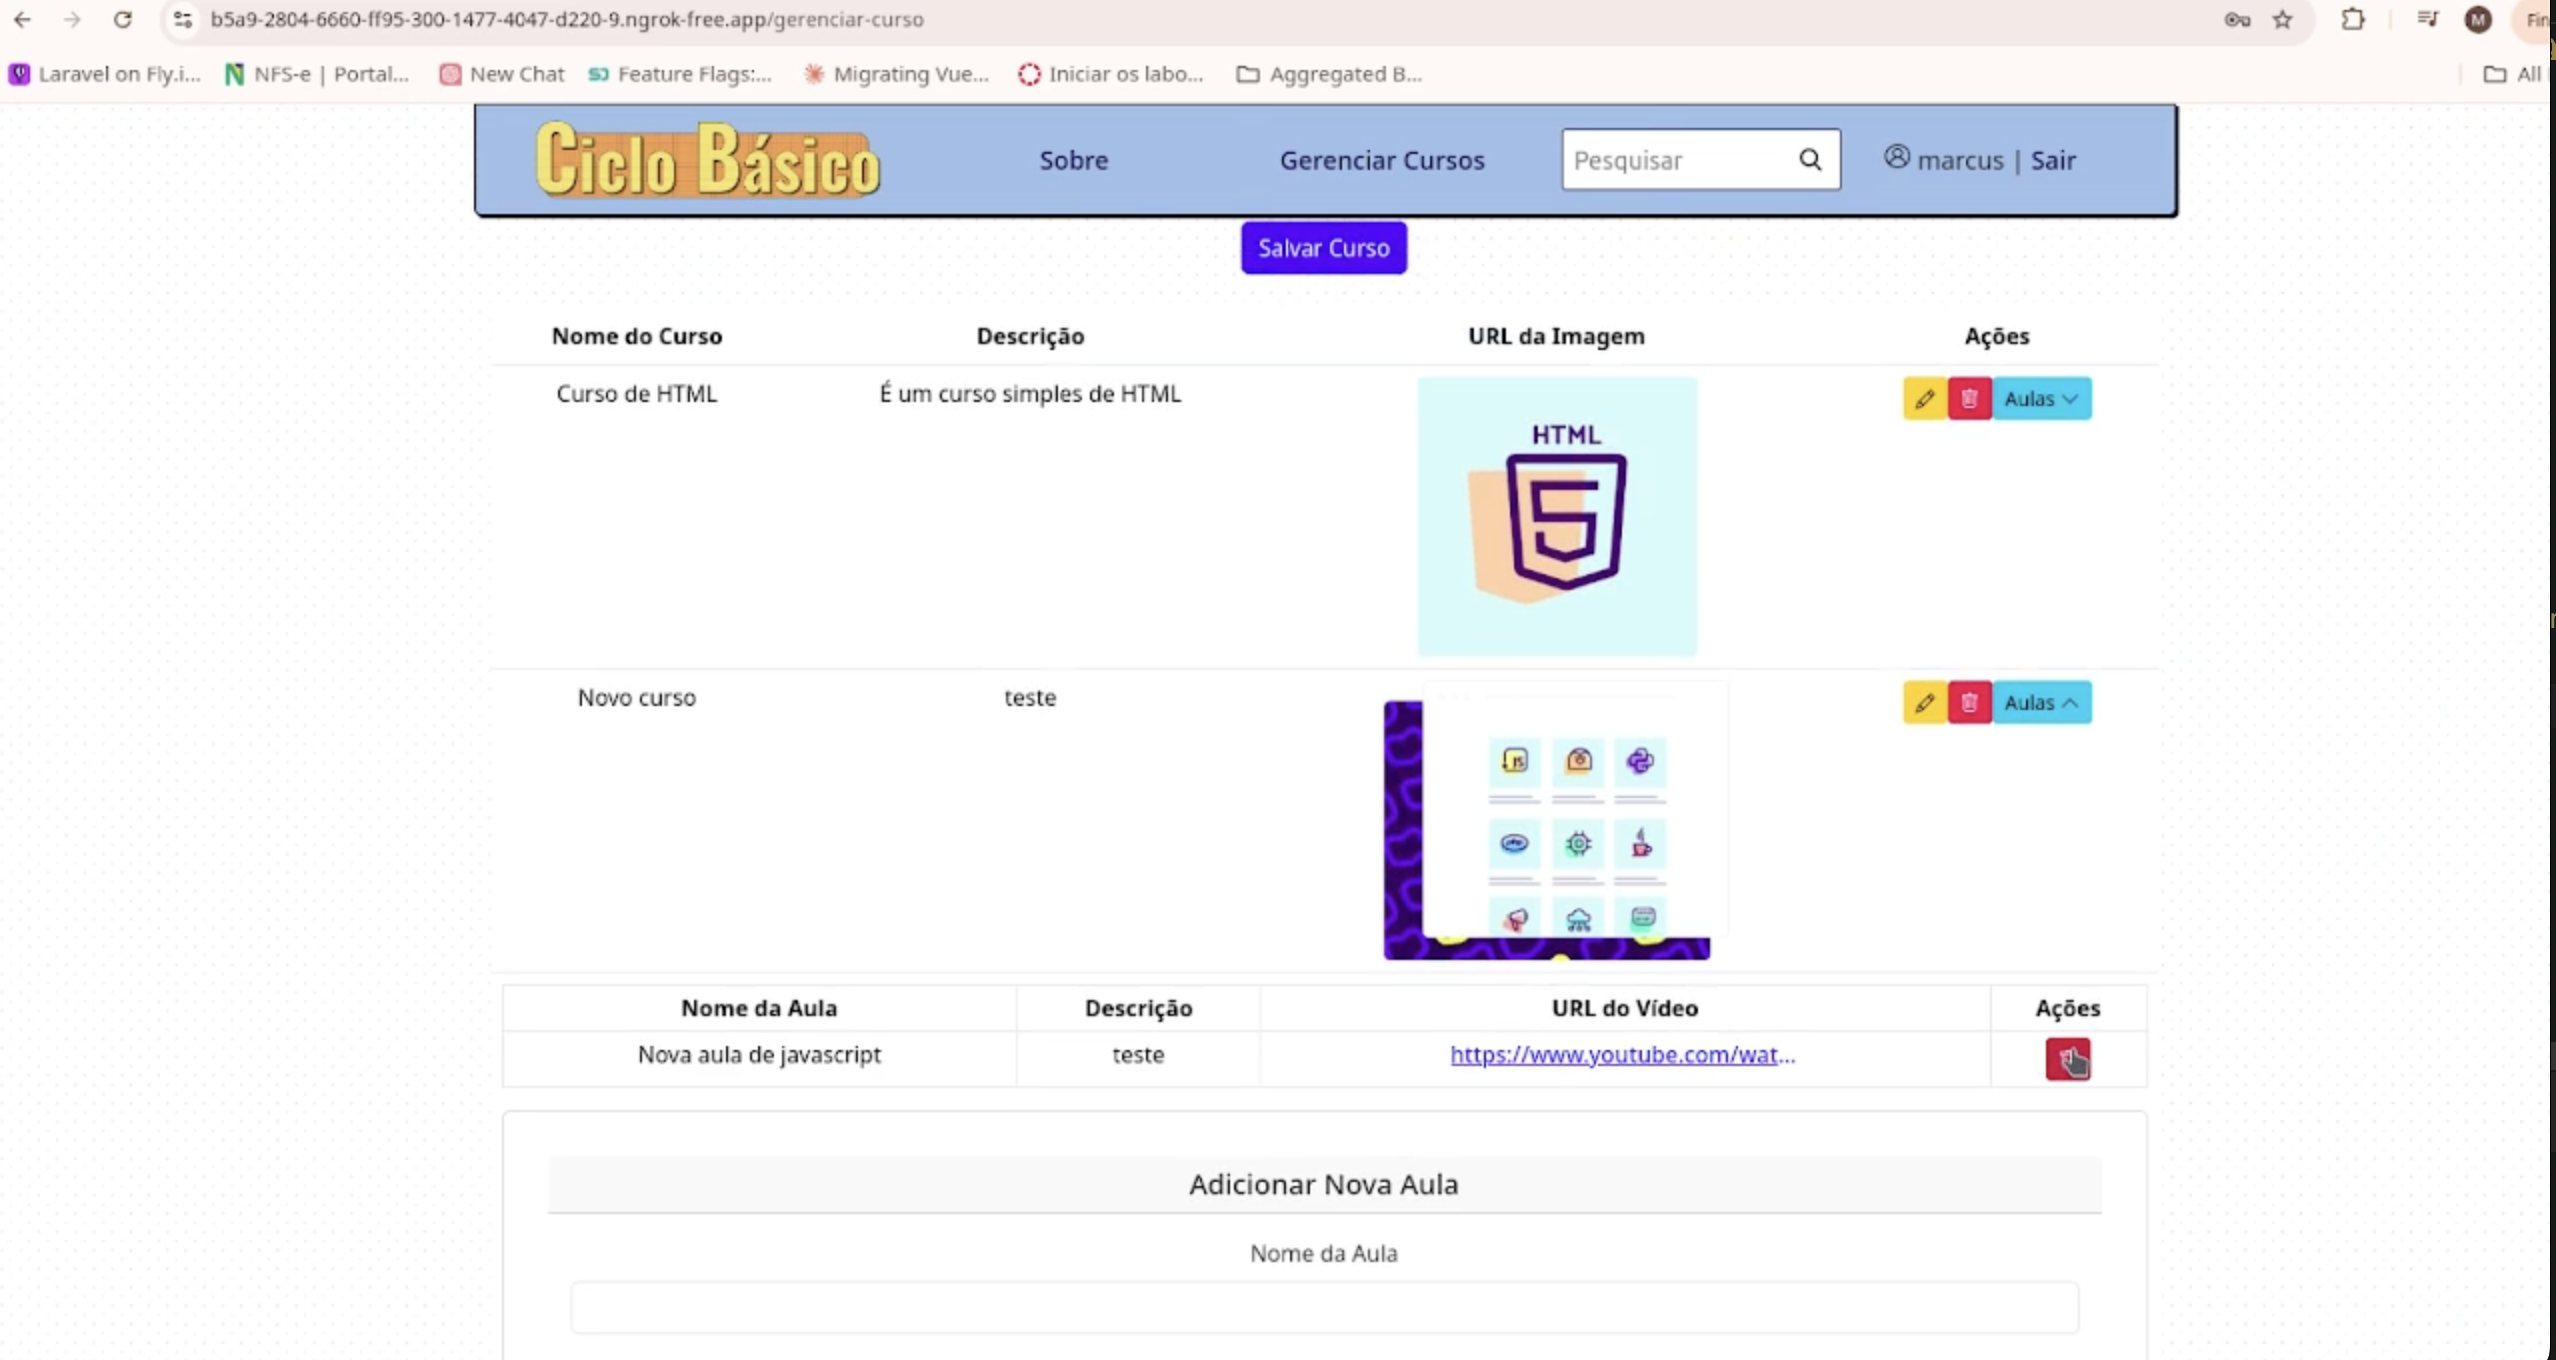 b5a9-2804-6660-ff95-300-1477-4047-d220-9.ngrok-free.app/gerenciar-curso
M
Fin
Laravel on Fly.i...
NFS-e | Portal...
New Chat
Feature Flags:...
Migrating Vue...
Iniciar os labo...
Aggregated B...
All
Ciclo Básico
Sobre
Gerenciar Cursos
Pesquisar
marcus | Sair
Salvar Curso
Nome do Curso
Descrição
URL da Imagem
Ações
Curso de HTML
É um curso simples de HTML
HTML
5
Aulas
Novo curso
teste
JS
php
Aulas
Nome da Aula
Descrição
URL do Vídeo
Ações
Nova aula de javascript
teste
https://www.youtube.com/wat...
Adicionar Nova Aula
Nome da Aula